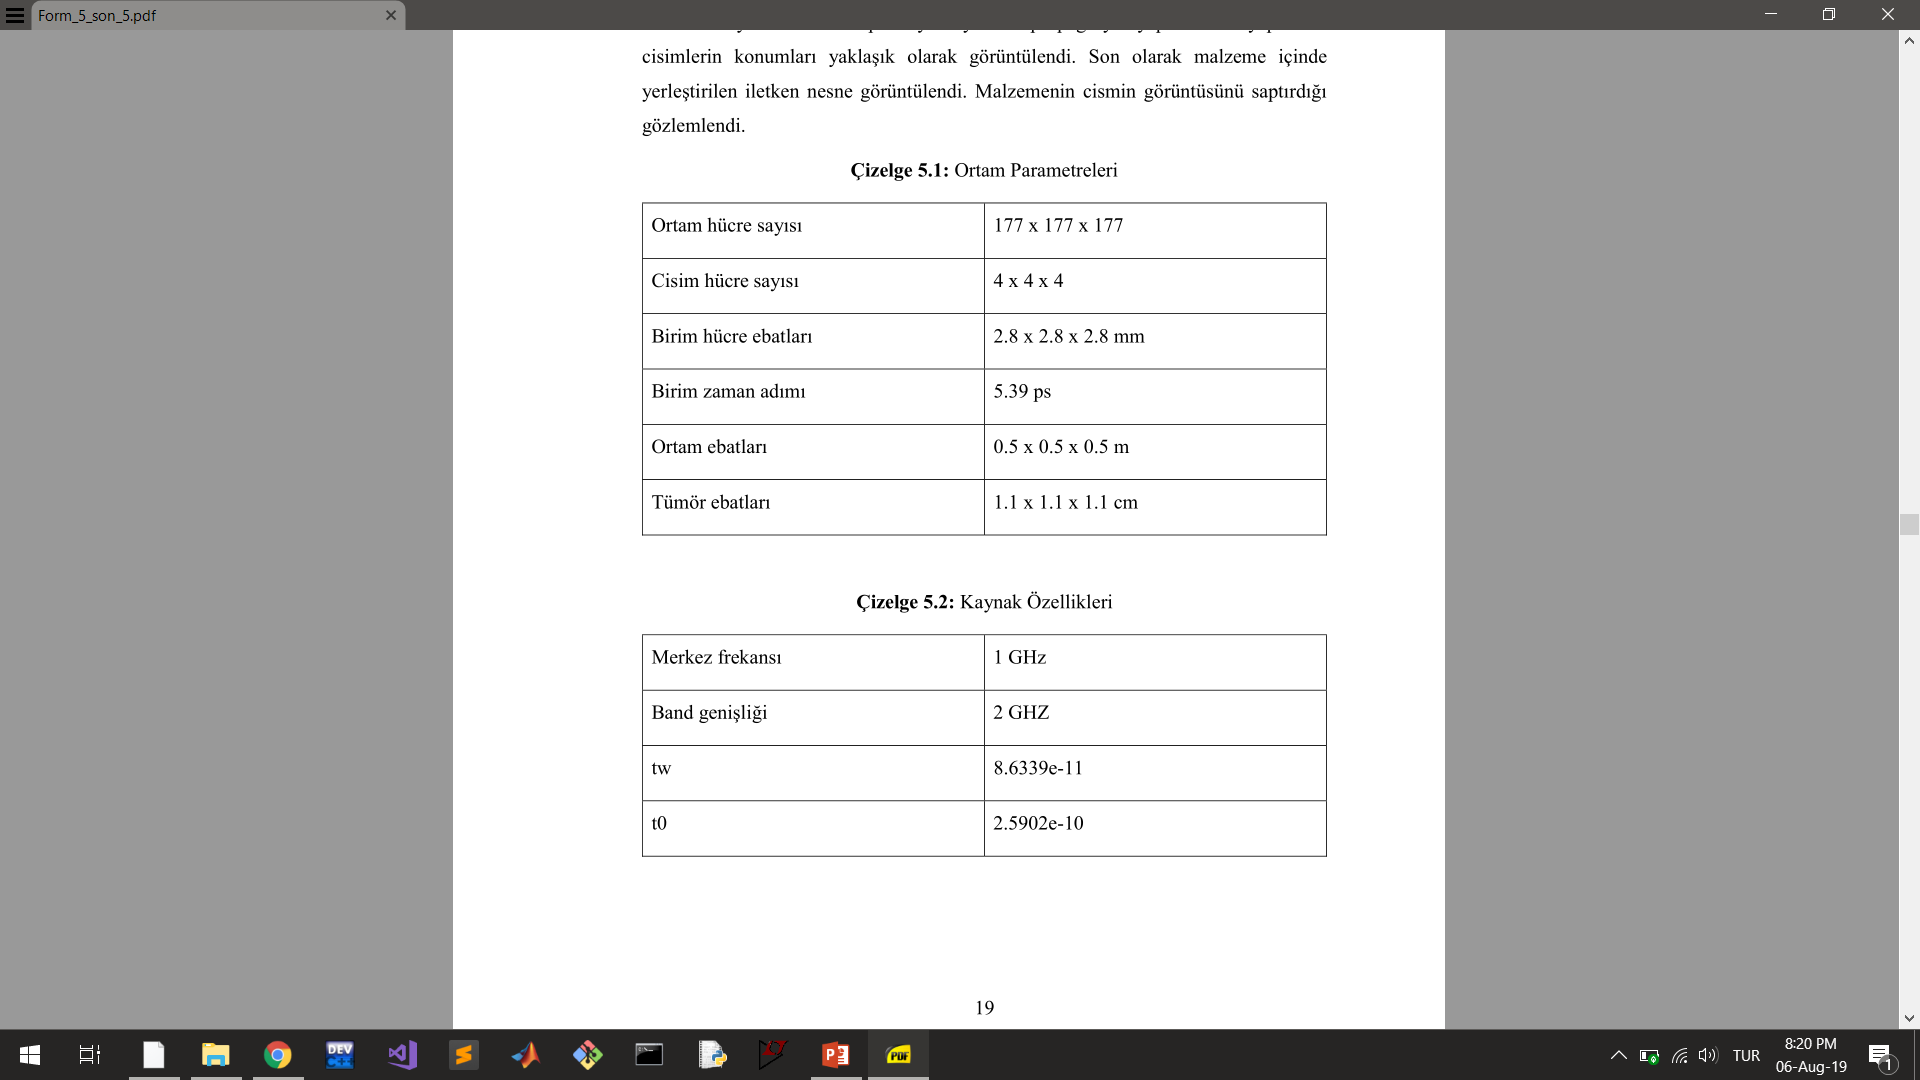 Form_5_son_5.pdf
cisimlerin konumları yaklaşık olarak görüntülendi. Son olarak malzeme içinde
yerleştirilen iletken nesne görüntülendi. Malzemenin cismin görüntüsünü saptırdığı
gözlemlendi.
Çizelge 5.1: Ortam Parametreleri
Ortam hücre sayısı 177 x 177 x 177
Cisim hücre sayısı 4 x 4 x 4
Birim hücre ebatları 2.8 x 2.8 x 2.8 mm
Birim zaman adımı 5.39 ps
Ortam ebatları 0.5 x 0.5 x 0.5 m
Tümör ebatları 1.1 x 1.1 x 1.1 cm
Çizelge 5.2: Kaynak Özellikleri
Merkez frekansı 1 GHz
Band genişliği 2 GHZ
tw 8.6339e-11
t0 2.5902e-10
19
DEV
C++
PDF
TUR
8:20 PM
06-Aug-19
1